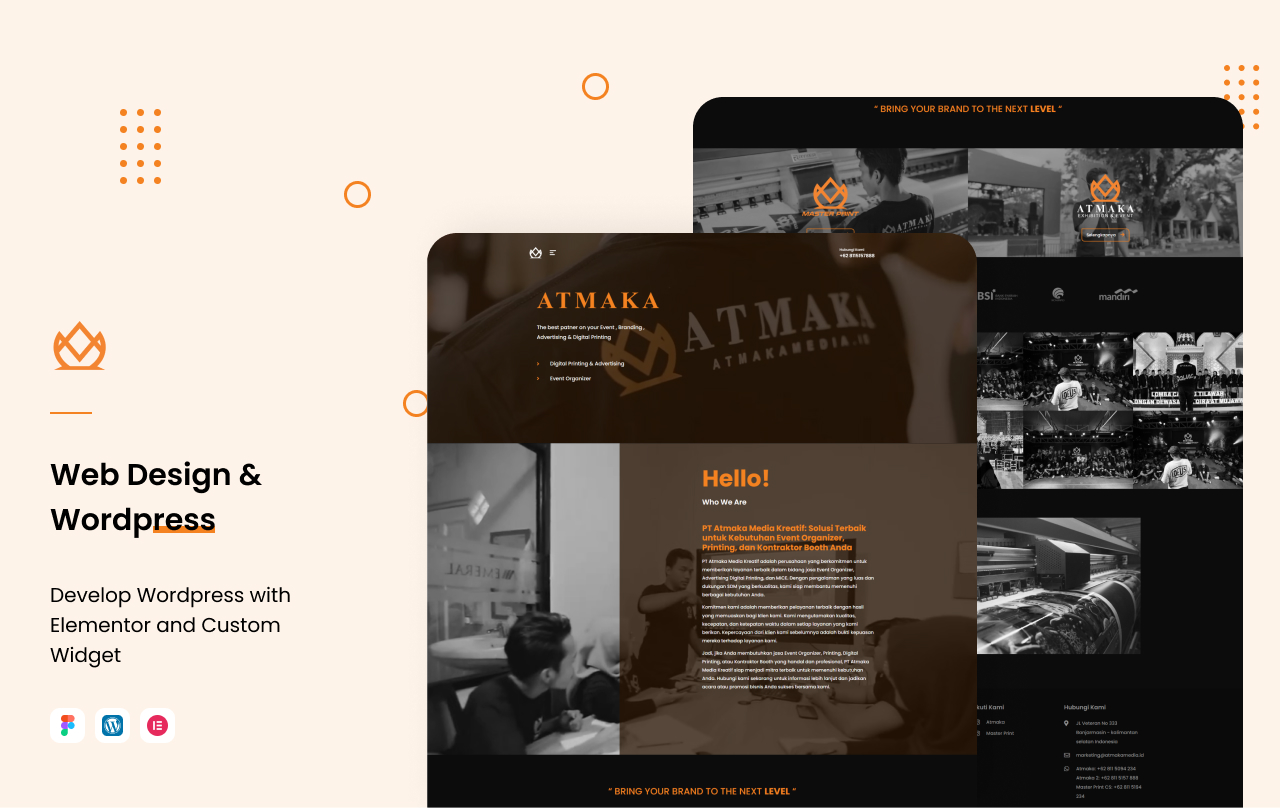 Web Design &
Wordpress
Develop Wordpress with
Elementor and Custom
Widget
“ BRING YOUR BRAND TO THE NEXT LEVEL “
MASTER PRINT
ATMAKA
ATMAKA
EXHIBITION & EVENT
Selengkapnya
BSI
mandiri
LOMBA
TILAWAH
Hubungi Kami
+62 8115157888
ATMAKA
The best patner on your Event , Branding ,
Advertising & Digital Printing
Digital Printing & Advertising
Event Organizer
ATMAKA
ATMAKAMEDIA.ID
Hello!
Who We Are
PT Atmaka Media Kreatif: Solusi Terbaik
untuk Kebutuhan Event Organizer,
Printing, dan Kontraktor Booth Anda
PT Atmaka Media Kreatif adalah perusahaan yang berkomitmen untuk
memberikan layanan terbaik dalam bidang jasa Event Organizer,
Advertising Digital Printing, dan MICE. Dengan pengalaman yang luas dan
dukungan SDM yang berkualitas, kami siap membantu memenuhi
berbagai kebutuhan Anda.
Komitmen kami adalah memberikan pelayanan terbaik dengan hasil
yang memuaskan bagi klien kami. Kami mengutamakan kualitas,
kecepatan, dan ketepatan waktu dalam setiap layanan yang kami
berikan. Kepercayaan dari klien kami sebelumnya adalah bukti kepuasan
mereka terhadap layanan kami.
Jadi, jika Anda membutuhkan jasa Event Organizer, Printing, Digital
Printing, atau Kontraktor Booth yang handal dan profesional, PT Atmaka
Media Kreatif siap menjadi mitra terbaik untuk memenuhi kebutuhan
Anda. Hubungi kami sekarang untuk informasi lebih lanjut dan jadikan
acara atau promosi bisnis Anda sukses bersama kami.
“ BRING YOUR BRAND TO THE NEXT LEVEL “
kuti Kami
Atmaka
Master Print
Hubungi Kami
Jl. Veteran No 333
Banjarmasin - kalimantan
selatan Indonesia
marketing@atmakamedia.id
Atmaka: +62 811 5094 234
Atmaka 2: +62 811 5157 888
Master Print CS: +62 811 5194
234